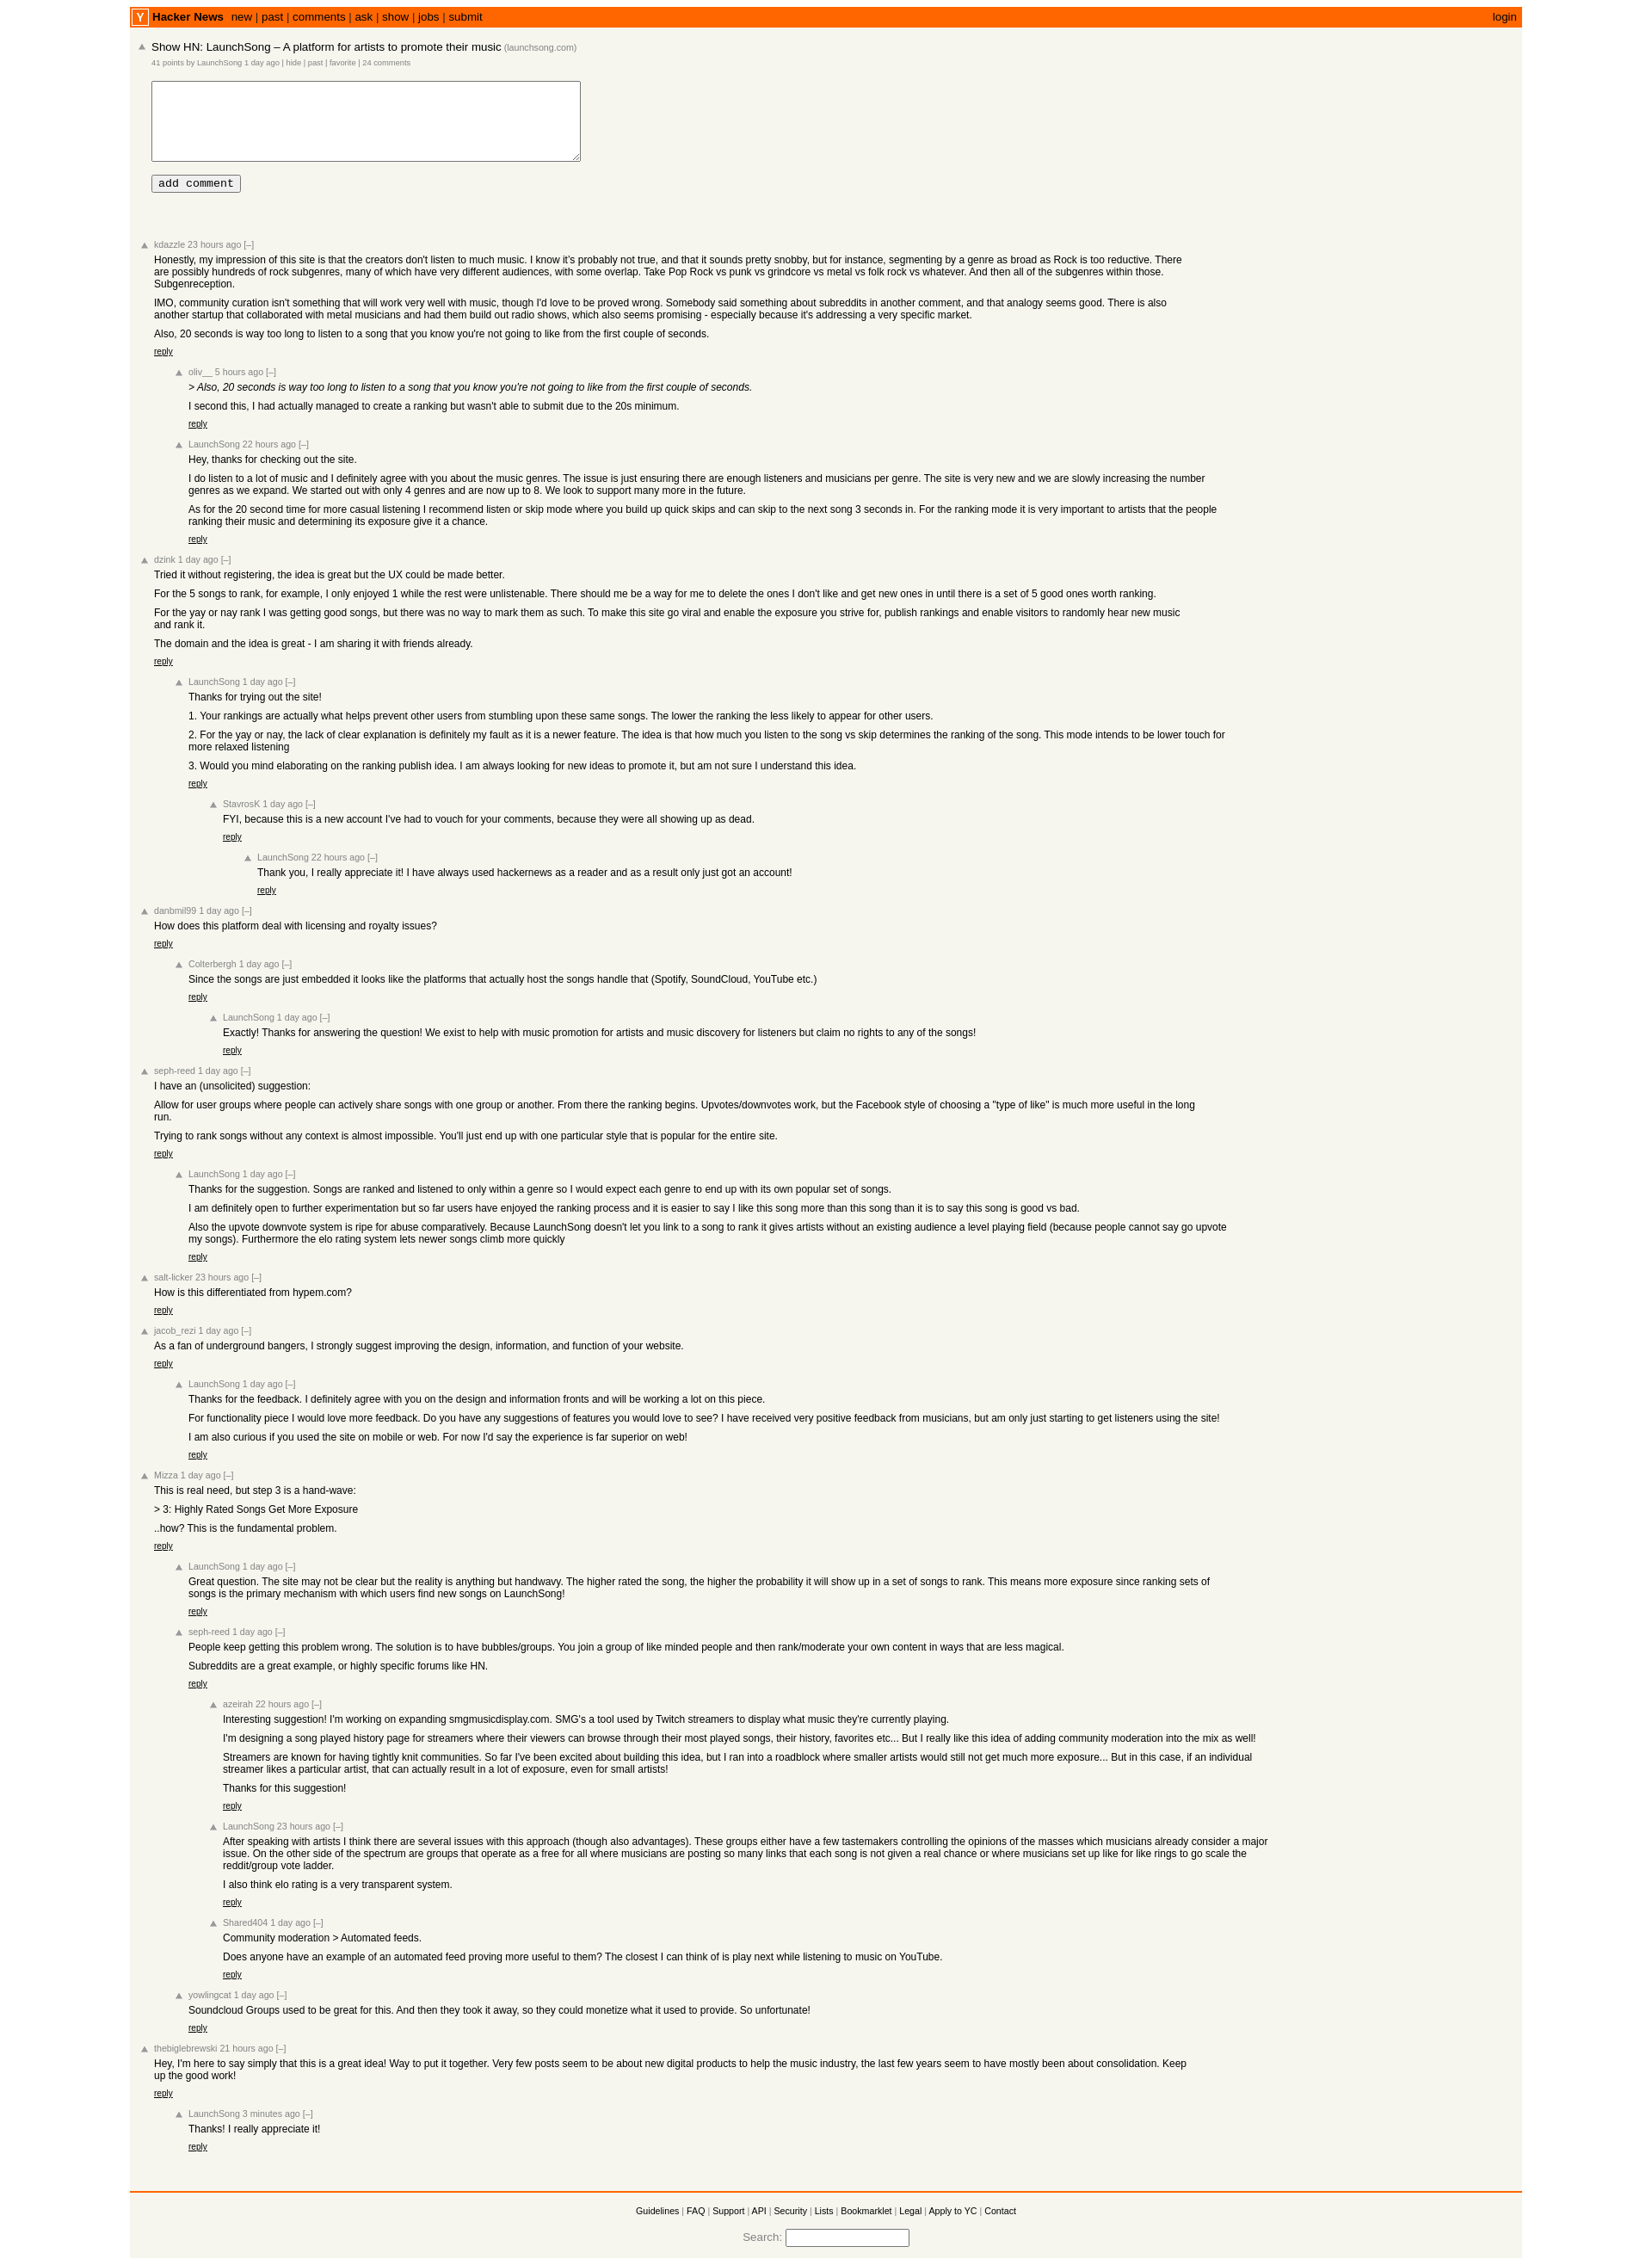 Y Hacker News new | past | comments | ask | show | jobs | submit login
Show HN: LaunchSong – A platform for artists to promote their music (launchsong.com)
41 points by LaunchSong 1 day ago | hide | past | favorite | 24 comments
add comment
kdazzle 23 hours ago [–]
Honestly, my impression of this site is that the creators don't listen to much music. I know it's probably not true, and that it sounds pretty snobby, but for instance, segmenting by a genre as broad as Rock is too reductive. There
are possibly hundreds of rock subgenres, many of which have very different audiences, with some overlap. Take Pop Rock vs punk vs grindcore vs metal vs folk rock vs whatever. And then all of the subgenres within those.
Subgenreception.
IMO, community curation isn't something that will work very well with music, though I'd love to be proved wrong. Somebody said something about subreddits in another comment, and that analogy seems good. There is also
another startup that collaborated with metal musicians and had them build out radio shows, which also seems promising - especially because it's addressing a very specific market.
Also, 20 seconds is way too long to listen to a song that you know you're not going to like from the first couple of seconds.
reply
oliv__ 5 hours ago [–]
> Also, 20 seconds is way too long to listen to a song that you know you're not going to like from the first couple of seconds.
I second this, I had actually managed to create a ranking but wasn't able to submit due to the 20s minimum.
reply
LaunchSong 22 hours ago [–]
Hey, thanks for checking out the site.
I do listen to a lot of music and I definitely agree with you about the music genres. The issue is just ensuring there are enough listeners and musicians per genre. The site is very new and we are slowly increasing the number
genres as we expand. We started out with only 4 genres and are now up to 8. We look to support many more in the future.
As for the 20 second time for more casual listening I recommend listen or skip mode where you build up quick skips and can skip to the next song 3 seconds in. For the ranking mode it is very important to artists that the people
ranking their music and determining its exposure give it a chance.
reply
dzink 1 day ago [–]
Tried it without registering, the idea is great but the UX could be made better.
For the 5 songs to rank, for example, I only enjoyed 1 while the rest were unlistenable. There should me be a way for me to delete the ones I don't like and get new ones in until there is a set of 5 good ones worth ranking.
For the yay or nay rank I was getting good songs, but there was no way to mark them as such. To make this site go viral and enable the exposure you strive for, publish rankings and enable visitors to randomly hear new music
and rank it.
The domain and the idea is great - I am sharing it with friends already.
reply
LaunchSong 1 day ago [–]
Thanks for trying out the site!
1. Your rankings are actually what helps prevent other users from stumbling upon these same songs. The lower the ranking the less likely to appear for other users.
2. For the yay or nay, the lack of clear explanation is definitely my fault as it is a newer feature. The idea is that how much you listen to the song vs skip determines the ranking of the song. This mode intends to be lower touch for
more relaxed listening
3. Would you mind elaborating on the ranking publish idea. I am always looking for new ideas to promote it, but am not sure I understand this idea.
reply
StavrosK 1 day ago [–]
FYI, because this is a new account I've had to vouch for your comments, because they were all showing up as dead.
reply
LaunchSong 22 hours ago [–]
Thank you, I really appreciate it! I have always used hackernews as a reader and as a result only just got an account!
reply
danbmil99 1 day ago [–]
How does this platform deal with licensing and royalty issues?
reply
Colterbergh 1 day ago [–]
Since the songs are just embedded it looks like the platforms that actually host the songs handle that (Spotify, SoundCloud, YouTube etc.)
reply
LaunchSong 1 day ago [–]
Exactly! Thanks for answering the question! We exist to help with music promotion for artists and music discovery for listeners but claim no rights to any of the songs!
reply
seph-reed 1 day ago [–]
I have an (unsolicited) suggestion:
Allow for user groups where people can actively share songs with one group or another. From there the ranking begins. Upvotes/downvotes work, but the Facebook style of choosing a "type of like" is much more useful in the long
run.
Trying to rank songs without any context is almost impossible. You'll just end up with one particular style that is popular for the entire site.
reply
LaunchSong 1 day ago [–]
Thanks for the suggestion. Songs are ranked and listened to only within a genre so I would expect each genre to end up with its own popular set of songs.
I am definitely open to further experimentation but so far users have enjoyed the ranking process and it is easier to say I like this song more than this song than it is to say this song is good vs bad.
Also the upvote downvote system is ripe for abuse comparatively. Because LaunchSong doesn't let you link to a song to rank it gives artists without an existing audience a level playing field (because people cannot say go upvote
my songs). Furthermore the elo rating system lets newer songs climb more quickly
reply
salt-licker 23 hours ago [–]
How is this differentiated from hypem.com?
reply
jacob_rezi 1 day ago [–]
As a fan of underground bangers, I strongly suggest improving the design, information, and function of your website.
reply
LaunchSong 1 day ago [–]
Thanks for the feedback. I definitely agree with you on the design and information fronts and will be working a lot on this piece.
For functionality piece I would love more feedback. Do you have any suggestions of features you would love to see? I have received very positive feedback from musicians, but am only just starting to get listeners using the site!
I am also curious if you used the site on mobile or web. For now I'd say the experience is far superior on web!
reply
Mizza 1 day ago [–]
This is real need, but step 3 is a hand-wave:
> 3: Highly Rated Songs Get More Exposure
..how? This is the fundamental problem.
reply
LaunchSong 1 day ago [–]
Great question. The site may not be clear but the reality is anything but handwavy. The higher rated the song, the higher the probability it will show up in a set of songs to rank. This means more exposure since ranking sets of
songs is the primary mechanism with which users find new songs on LaunchSong!
reply
seph-reed 1 day ago [–]
People keep getting this problem wrong. The solution is to have bubbles/groups. You join a group of like minded people and then rank/moderate your own content in ways that are less magical.
Subreddits are a great example, or highly specific forums like HN.
reply
azeirah 22 hours ago [–]
Interesting suggestion! I'm working on expanding smgmusicdisplay.com. SMG's a tool used by Twitch streamers to display what music they're currently playing.
I'm designing a song played history page for streamers where their viewers can browse through their most played songs, their history, favorites etc... But I really like this idea of adding community moderation into the mix as well!
Streamers are known for having tightly knit communities. So far I've been excited about building this idea, but I ran into a roadblock where smaller artists would still not get much more exposure... But in this case, if an individual
streamer likes a particular artist, that can actually result in a lot of exposure, even for small artists!
Thanks for this suggestion!
reply
LaunchSong 23 hours ago [–]
After speaking with artists I think there are several issues with this approach (though also advantages). These groups either have a few tastemakers controlling the opinions of the masses which musicians already consider a major
issue. On the other side of the spectrum are groups that operate as a free for all where musicians are posting so many links that each song is not given a real chance or where musicians set up like for like rings to go scale the
reddit/group vote ladder.
I also think elo rating is a very transparent system.
reply
Shared404 1 day ago [–]
Community moderation > Automated feeds.
Does anyone have an example of an automated feed proving more useful to them? The closest I can think of is play next while listening to music on YouTube.
reply
yowlingcat 1 day ago [–]
Soundcloud Groups used to be great for this. And then they took it away, so they could monetize what it used to provide. So unfortunate!
reply
thebiglebrewski 21 hours ago [–]
Hey, I'm here to say simply that this is a great idea! Way to put it together. Very few posts seem to be about new digital products to help the music industry, the last few years seem to have mostly been about consolidation. Keep
up the good work!
reply
LaunchSong 3 minutes ago [–]
Thanks! I really appreciate it!
reply
Guidelines | FAQ | Support | API | Security | Lists | Bookmarklet | Legal | Apply to YC | Contact
Search: